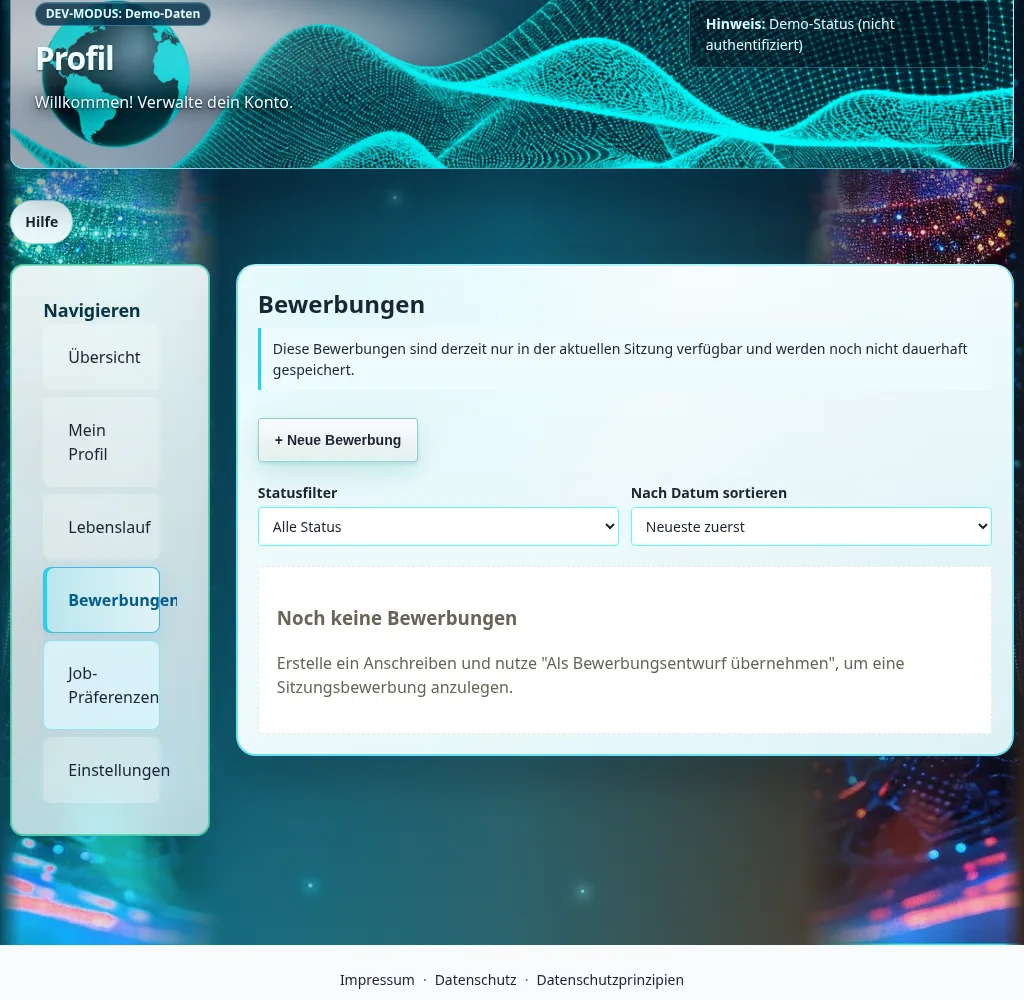 DEV-MODUS: Demo-Daten
Profil
Willkommen! Verwalte dein Konto.
Hinweis: Demo-Status (nicht
authentifiziert)
Hilfe
Navigieren
Übersicht
Mein
Profil
Lebenslauf
Bewerbungen
Job-
Präferenzen
Einstellungen
Bewerbungen
Diese Bewerbungen sind derzeit nur in der aktuellen Sitzung verfügbar und werden noch nicht dauerhaft
gespeichert.
+ Neue Bewerbung
Statusfilter
Nach Datum sortieren
Alle Status
Neueste zuerst
Noch keine Bewerbungen
Erstelle ein Anschreiben und nutze "Als Bewerbungsentwurf übernehmen", um eine
Sitzungsbewerbung anzulegen.
Impressum · Datenschutz · Datenschutzprinzipien